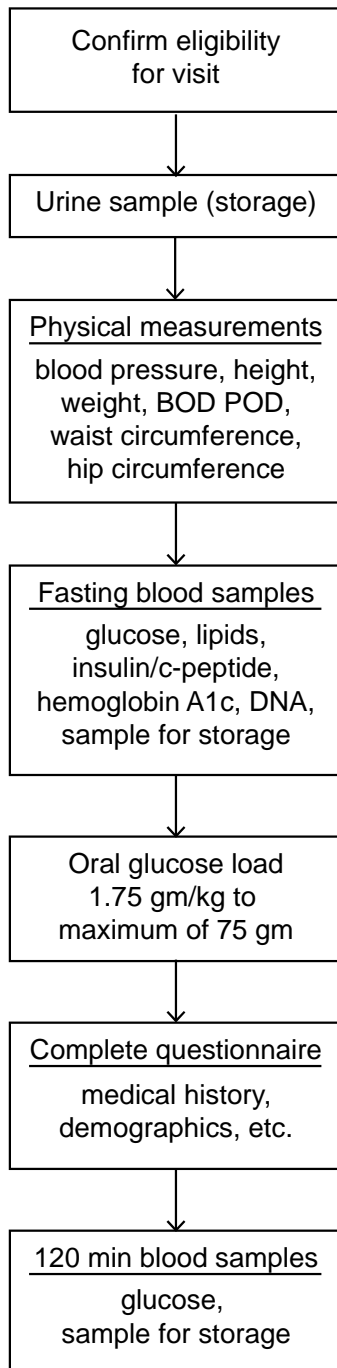 Confirm eligibility
for visit
Urine sample (storage)
Physical measurements
blood pressure, height,
weight, BOD POD,
waist circumference,
hip circumference
Fasting blood samples
glucose, lipids,
insulin/c-peptide,
hemoglobin A1c, DNA,
sample for storage
Oral glucose load
1.75 gm/kg to
maximum of 75 gm
Complete questionnaire
medical history,
demographics, etc.
120 min blood samples
glucose,
sample for storage